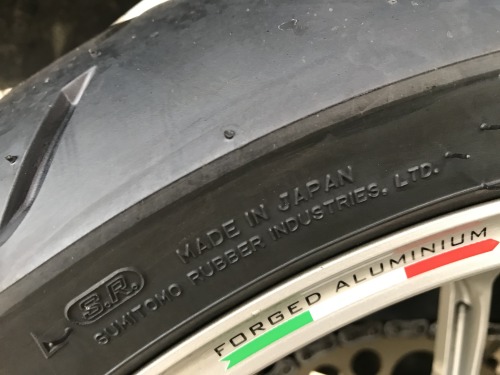 MADE IN JAPAN
S.R. SUMITOMO RUBBER INDUSTRIES, LTD.
FORGED ALUMINIUM